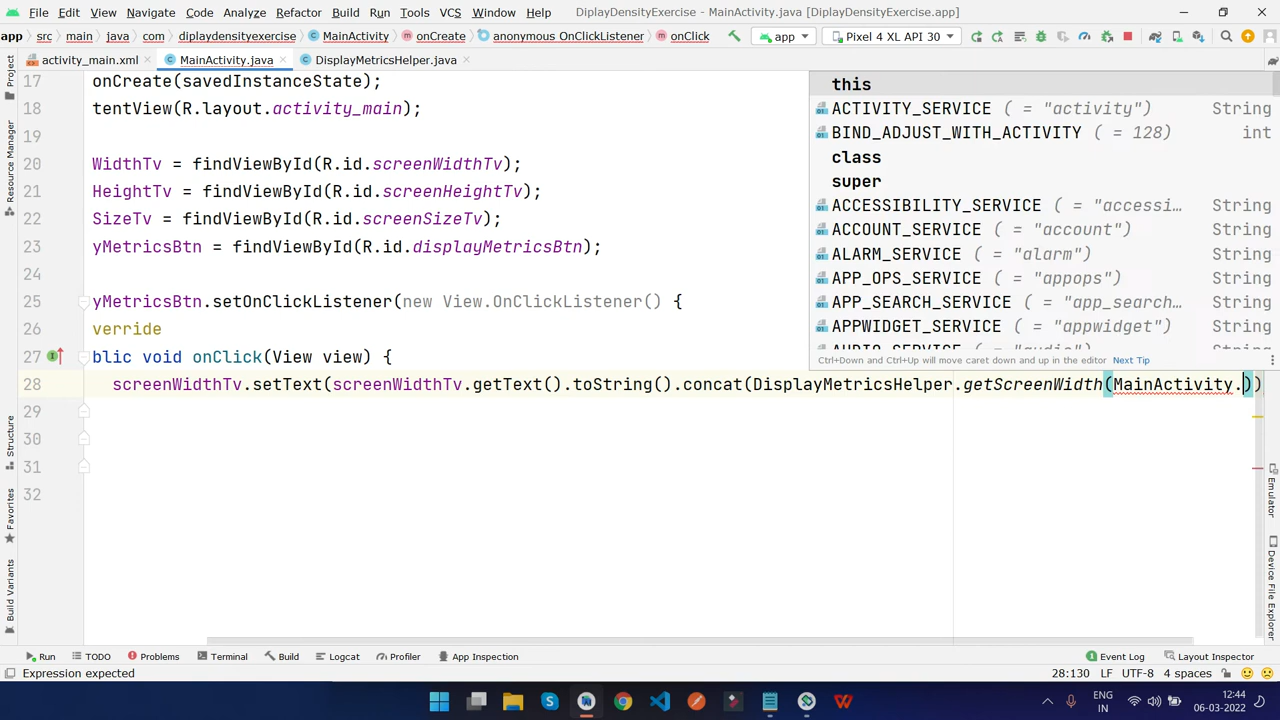 File Edit View Navigate Code Analyze Refactor Build Run Tools VCS Window Help DiplayDensityExercise - MainActivity.java [DiplayDensityExercise.app]
app src main java com diplaydensityexercise MainActivity onCreate anonymous OnClickListener onClick app Pixel 4 XL API 30
activity_main.xml MainActivity.java DisplayMetricsHelper.java
17 onCreate(savedInstanceState);
18 tentView(R.layout.activity_main);
19
20 WidthTv = findViewById(R.id.screenWidthTv);
21 HeightTv = findViewById(R.id.screenHeightTv);
22 SizeTv = findViewById(R.id.screenSizeTv);
23 yMetricsBtn = findViewById(R.id.displayMetricsBtn);
24
25 yMetricsBtn.setOnClickListener(new View.OnClickListener() {
26 verride
27 blic void onClick(View view) {
28 screenWidthTv.setText(screenWidthTv.getText().toString().concat(DisplayMetricsHelper.getScreenWidth(MainActivity.))
29
30
31
32
this
ACTIVITY_SERVICE ( = "activity") String
BIND_ADJUST_WITH_ACTIVITY ( = 128) int
class
super
ACCESSIBILITY_SERVICE ( = "accessi… String
ACCOUNT_SERVICE ( = "account") String
ALARM_SERVICE ( = "alarm") String
APP_OPS_SERVICE ( = "appops") String
APP_SEARCH_SERVICE ( = "app_search… String
APPWIDGET_SERVICE ( = "appwidget") String
AUDIO_SERVICE ( = "audio") String
Ctrl+Down and Ctrl+Up will move caret down and up in the editor Next Tip
Project
Resource Manager
Structure
Favorites
Build Variants
Emulator
Device File Explorer
Run TODO Problems Terminal Build Logcat Profiler App Inspection Event Log Layout Inspector
Expression expected 28:130 LF UTF-8 4 spaces
ENG 12:44
IN 06-03-2022